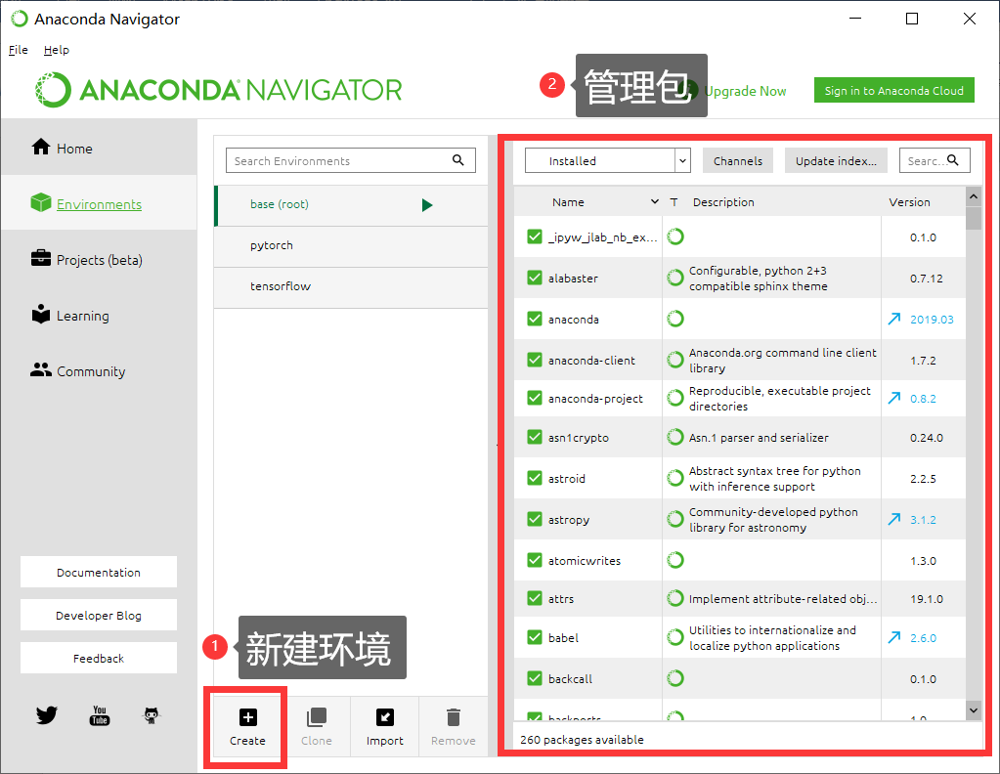 Anaconda Navigator
File Help
ANACONDA NAVIGATOR
2
管理包
Upgrade Now
Sign in to Anaconda Cloud
Home
Environments
Projects (beta)
Learning
Community
Documentation
Developer Blog
Feedback
You Tube
Search Environments
base (root)
pytorch
tensorflow
1
新建环境
Create
Clone
Import
Remove
Installed
Channels
Update index...
Searc...
Name T Description Version
_ipyw_jlab_nb_ex... 0.1.0
alabaster Configurable, python 2+3 0.7.12
compatible sphinx theme
anaconda 2019.03
anaconda-client Anaconda.org command line client 1.7.2
library
anaconda-project Reproducible, executable project 0.8.2
directories
asn1crypto Asn.1 parser and serializer 0.24.0
astroid Abstract syntax tree for python 2.2.5
with inference support
astropy Community-developed python 3.1.2
library for astronomy
atomicwrites 1.3.0
attrs Implement attribute-related obj... 19.1.0
babel Utilities to internationalize and 2.6.0
localize python applications
backcall 0.1.0
backports 1.0
260 packages available